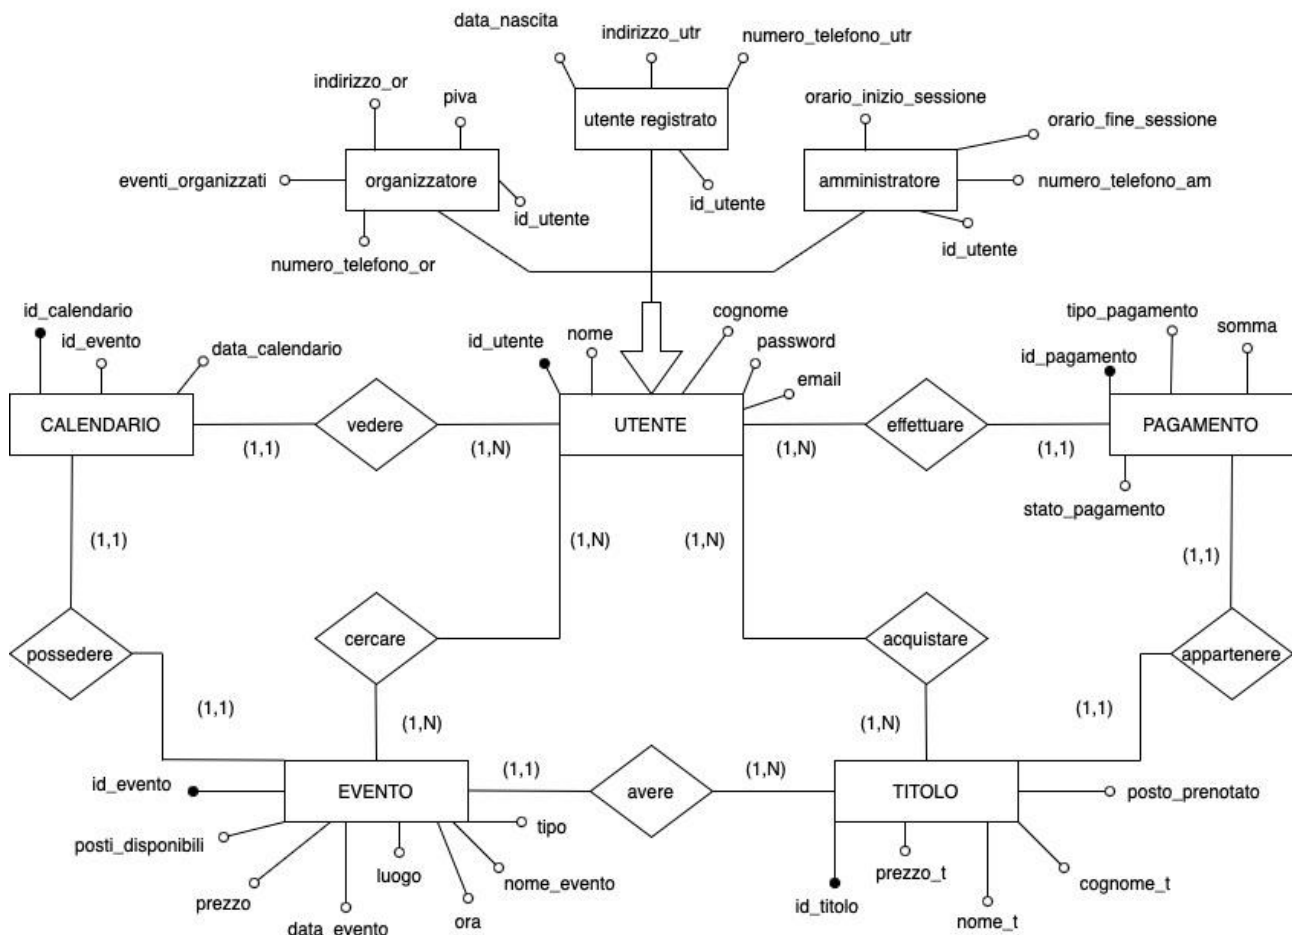 data_nascita
indirizzo_utr
numero_telefono_utr
indirizzo_or
piva
orario_inizio_sessione
orario_fine_sessione
utente registrato
eventi_organizzati
organizzatore
amministratore
numero_telefono_am
id_utente
id_utente
id_utente
numero_telefono_or
id_calendario
id_evento
data_calendario
id_utente
nome
cognome
password
email
tipo_pagamento
somma
id_pagamento
CALENDARIO
vedere
UTENTE
effettuare
PAGAMENTO
(1,1)
(1,N)
(1,N)
(1,1)
stato_pagamento
(1,1)
(1,N)
(1,N)
(1,1)
possedere
cercare
acquistare
appartenere
(1,1)
(1,N)
(1,N)
(1,1)
(1,1)
(1,N)
id_evento
EVENTO
avere
TITOLO
posto_prenotato
posti_disponibili
tipo
prezzo
luogo
nome_evento
data_evento
ora
prezzo_t
cognome_t
id_titolo
nome_t